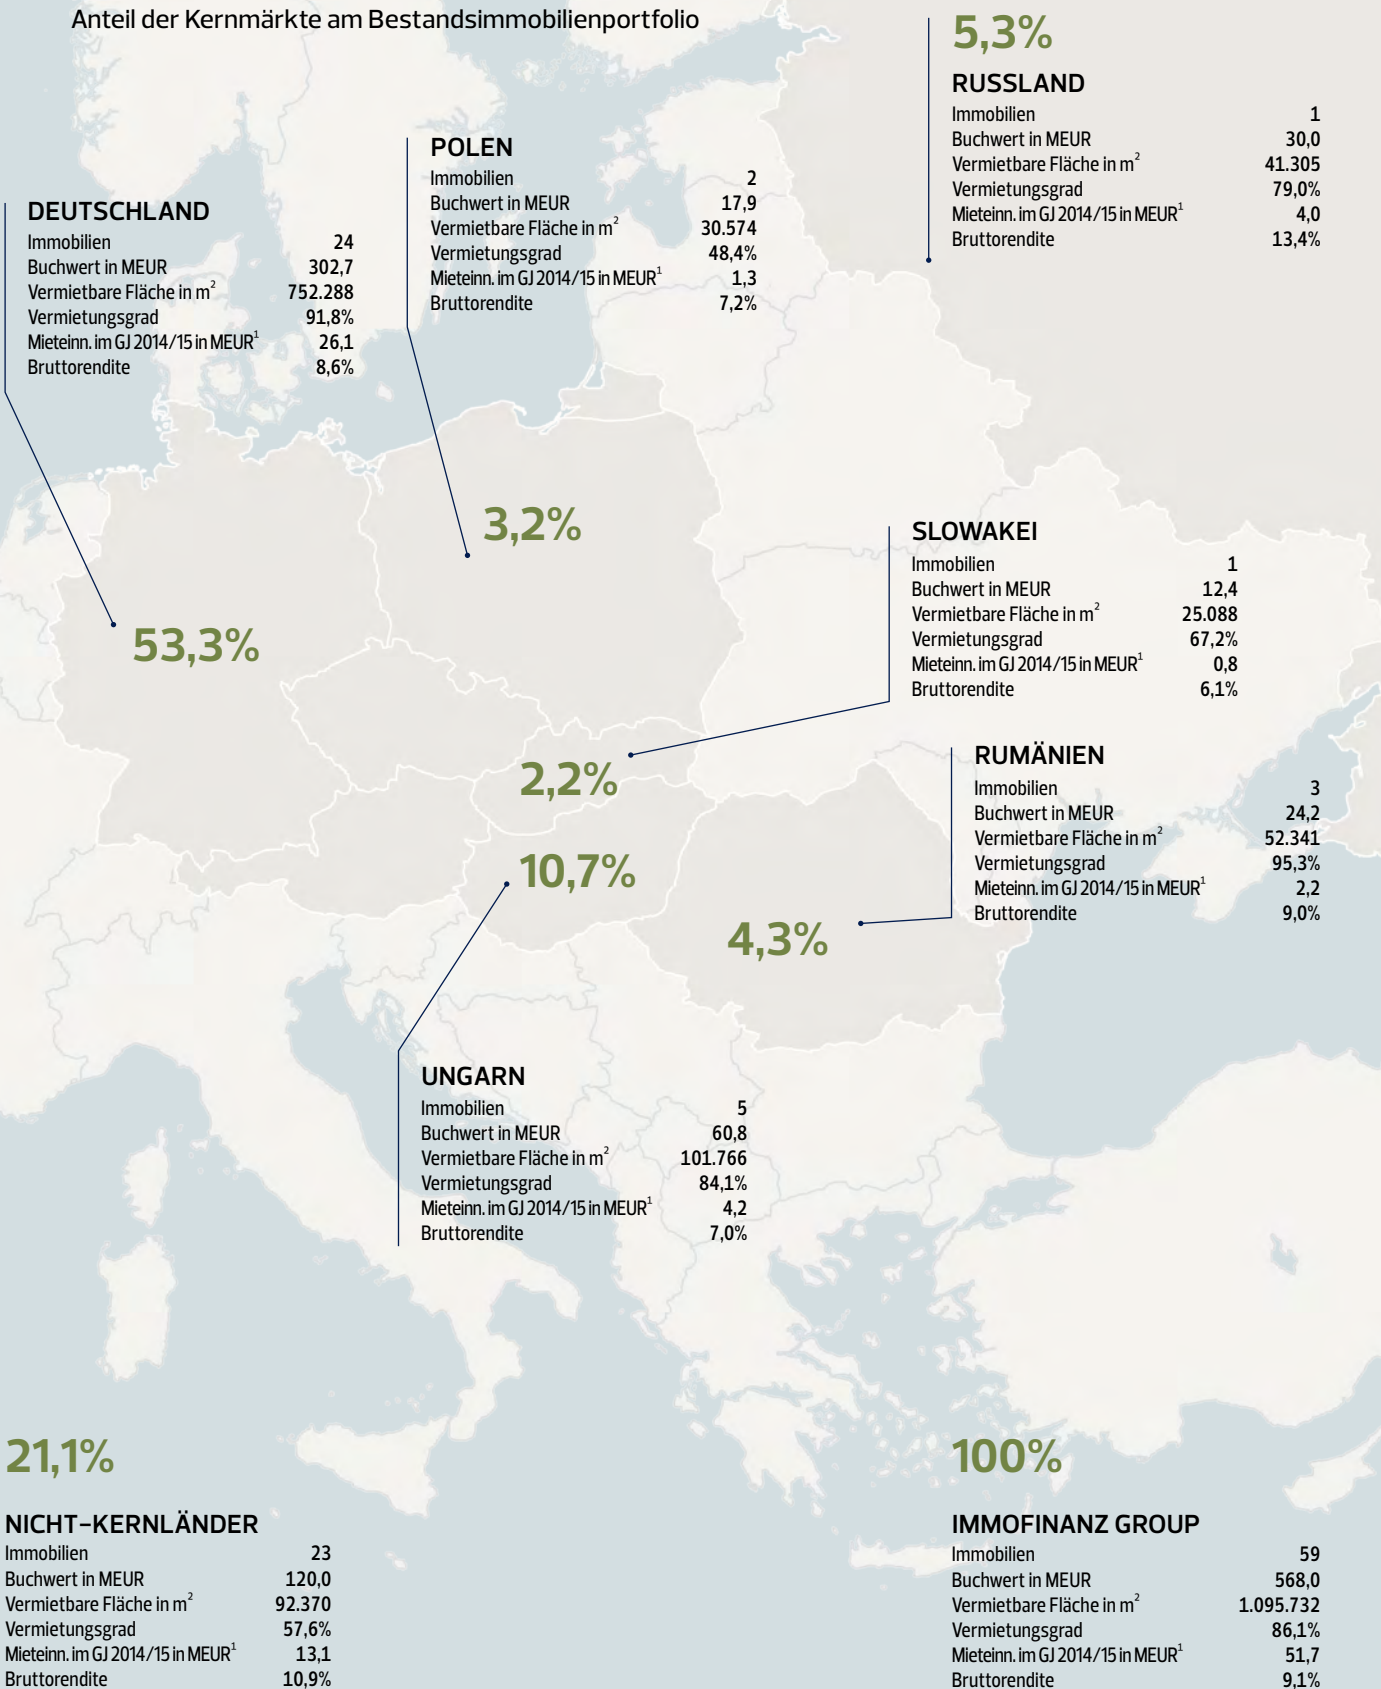 Anteil der Kernmärkte am Bestandsimmobilienportfolio
5,3%
RUSSLAND
Immobilien 1
Buchwert in MEUR 30,0
Vermietbare Fläche in m² 41.305
Vermietungsgrad 79,0%
Mieteinn. im GJ 2014/15 in MEUR¹ 4,0
Bruttorendite 13,4%
POLEN
Immobilien 2
Buchwert in MEUR 17,9
Vermietbare Fläche in m² 30.574
Vermietungsgrad 48,4%
Mieteinn. im GJ 2014/15 in MEUR¹ 1,3
Bruttorendite 7,2%
DEUTSCHLAND
Immobilien 24
Buchwert in MEUR 302,7
Vermietbare Fläche in m² 752.288
Vermietungsgrad 91,8%
Mieteinn. im GJ 2014/15 in MEUR¹ 26,1
Bruttorendite 8,6%
3,2%
53,3%
SLOWAKEI
Immobilien 1
Buchwert in MEUR 12,4
Vermietbare Fläche in m² 25.088
Vermietungsgrad 67,2%
Mieteinn. im GJ 2014/15 in MEUR¹ 0,8
Bruttorendite 6,1%
2,2%
RUMÄNIEN
Immobilien 3
Buchwert in MEUR 24,2
Vermietbare Fläche in m² 52.341
Vermietungsgrad 95,3%
Mieteinn. im GJ 2014/15 in MEUR¹ 2,2
Bruttorendite 9,0%
10,7%
4,3%
UNGARN
Immobilien 5
Buchwert in MEUR 60,8
Vermietbare Fläche in m² 101.766
Vermietungsgrad 84,1%
Mieteinn. im GJ 2014/15 in MEUR¹ 4,2
Bruttorendite 7,0%
21,1%
NICHT-KERNLÄNDER
Immobilien 23
Buchwert in MEUR 120,0
Vermietbare Fläche in m² 92.370
Vermietungsgrad 57,6%
Mieteinn. im GJ 2014/15 in MEUR¹ 13,1
Bruttorendite 10,9%
100%
IMMOFINANZ GROUP
Immobilien 59
Buchwert in MEUR 568,0
Vermietbare Fläche in m² 1.095.732
Vermietungsgrad 86,1%
Mieteinn. im GJ 2014/15 in MEUR¹ 51,7
Bruttorendite 9,1%